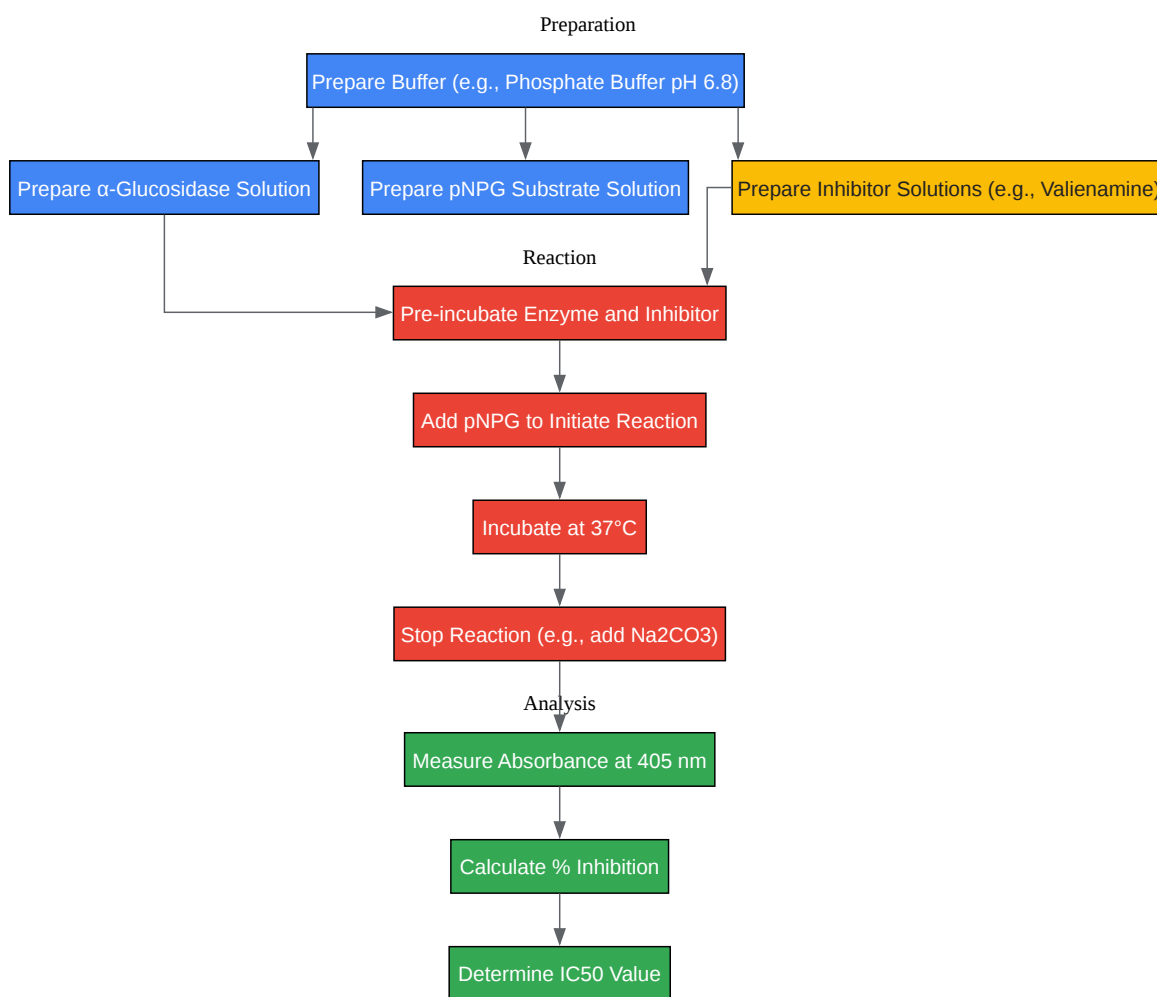 Preparation
Prepare Buffer (e.g., Phosphate Buffer pH 6.8)
Prepare α-Glucosidase Solution
Prepare pNPG Substrate Solution
Prepare Inhibitor Solutions (e.g., Valienamine)
Reaction
Pre-incubate Enzyme and Inhibitor
Add pNPG to Initiate Reaction
Incubate at 37°C
Stop Reaction (e.g., add Na2CO3)
Analysis
Measure Absorbance at 405 nm
Calculate % Inhibition
Determine IC50 Value